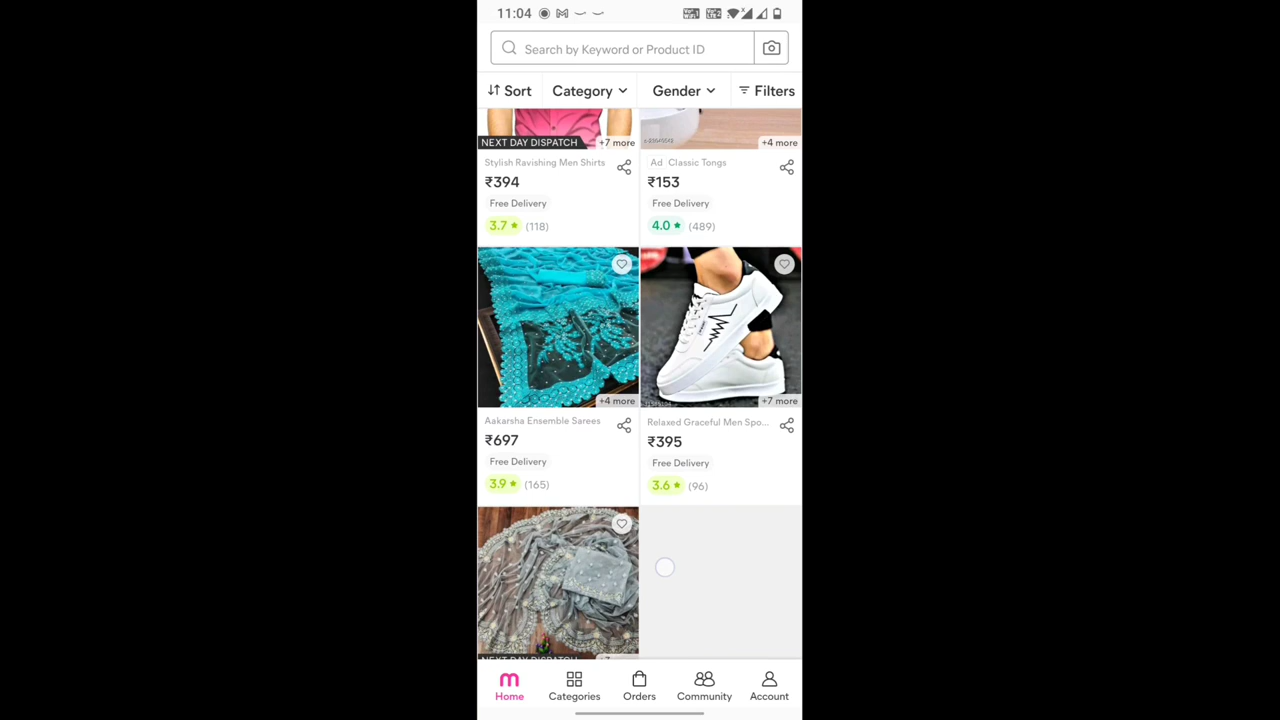 11:04
Search by Keyword or Product ID
Sort Category Gender Filters
NEXT DAY DISPATCH +7 more
+4 more
Stylish Ravishing Men Shirts
₹394
Free Delivery
3.7 ★ (118)
Ad Classic Tongs
₹153
Free Delivery
4.0 ★ (489)
+4 more
Aakarsha Ensemble Sarees
₹697
Free Delivery
3.9 ★ (165)
+7 more
Relaxed Graceful Men Spo...
₹395
Free Delivery
3.6 ★ (96)
NEXT DAY DISPATCH
Home Categories Orders Community Account